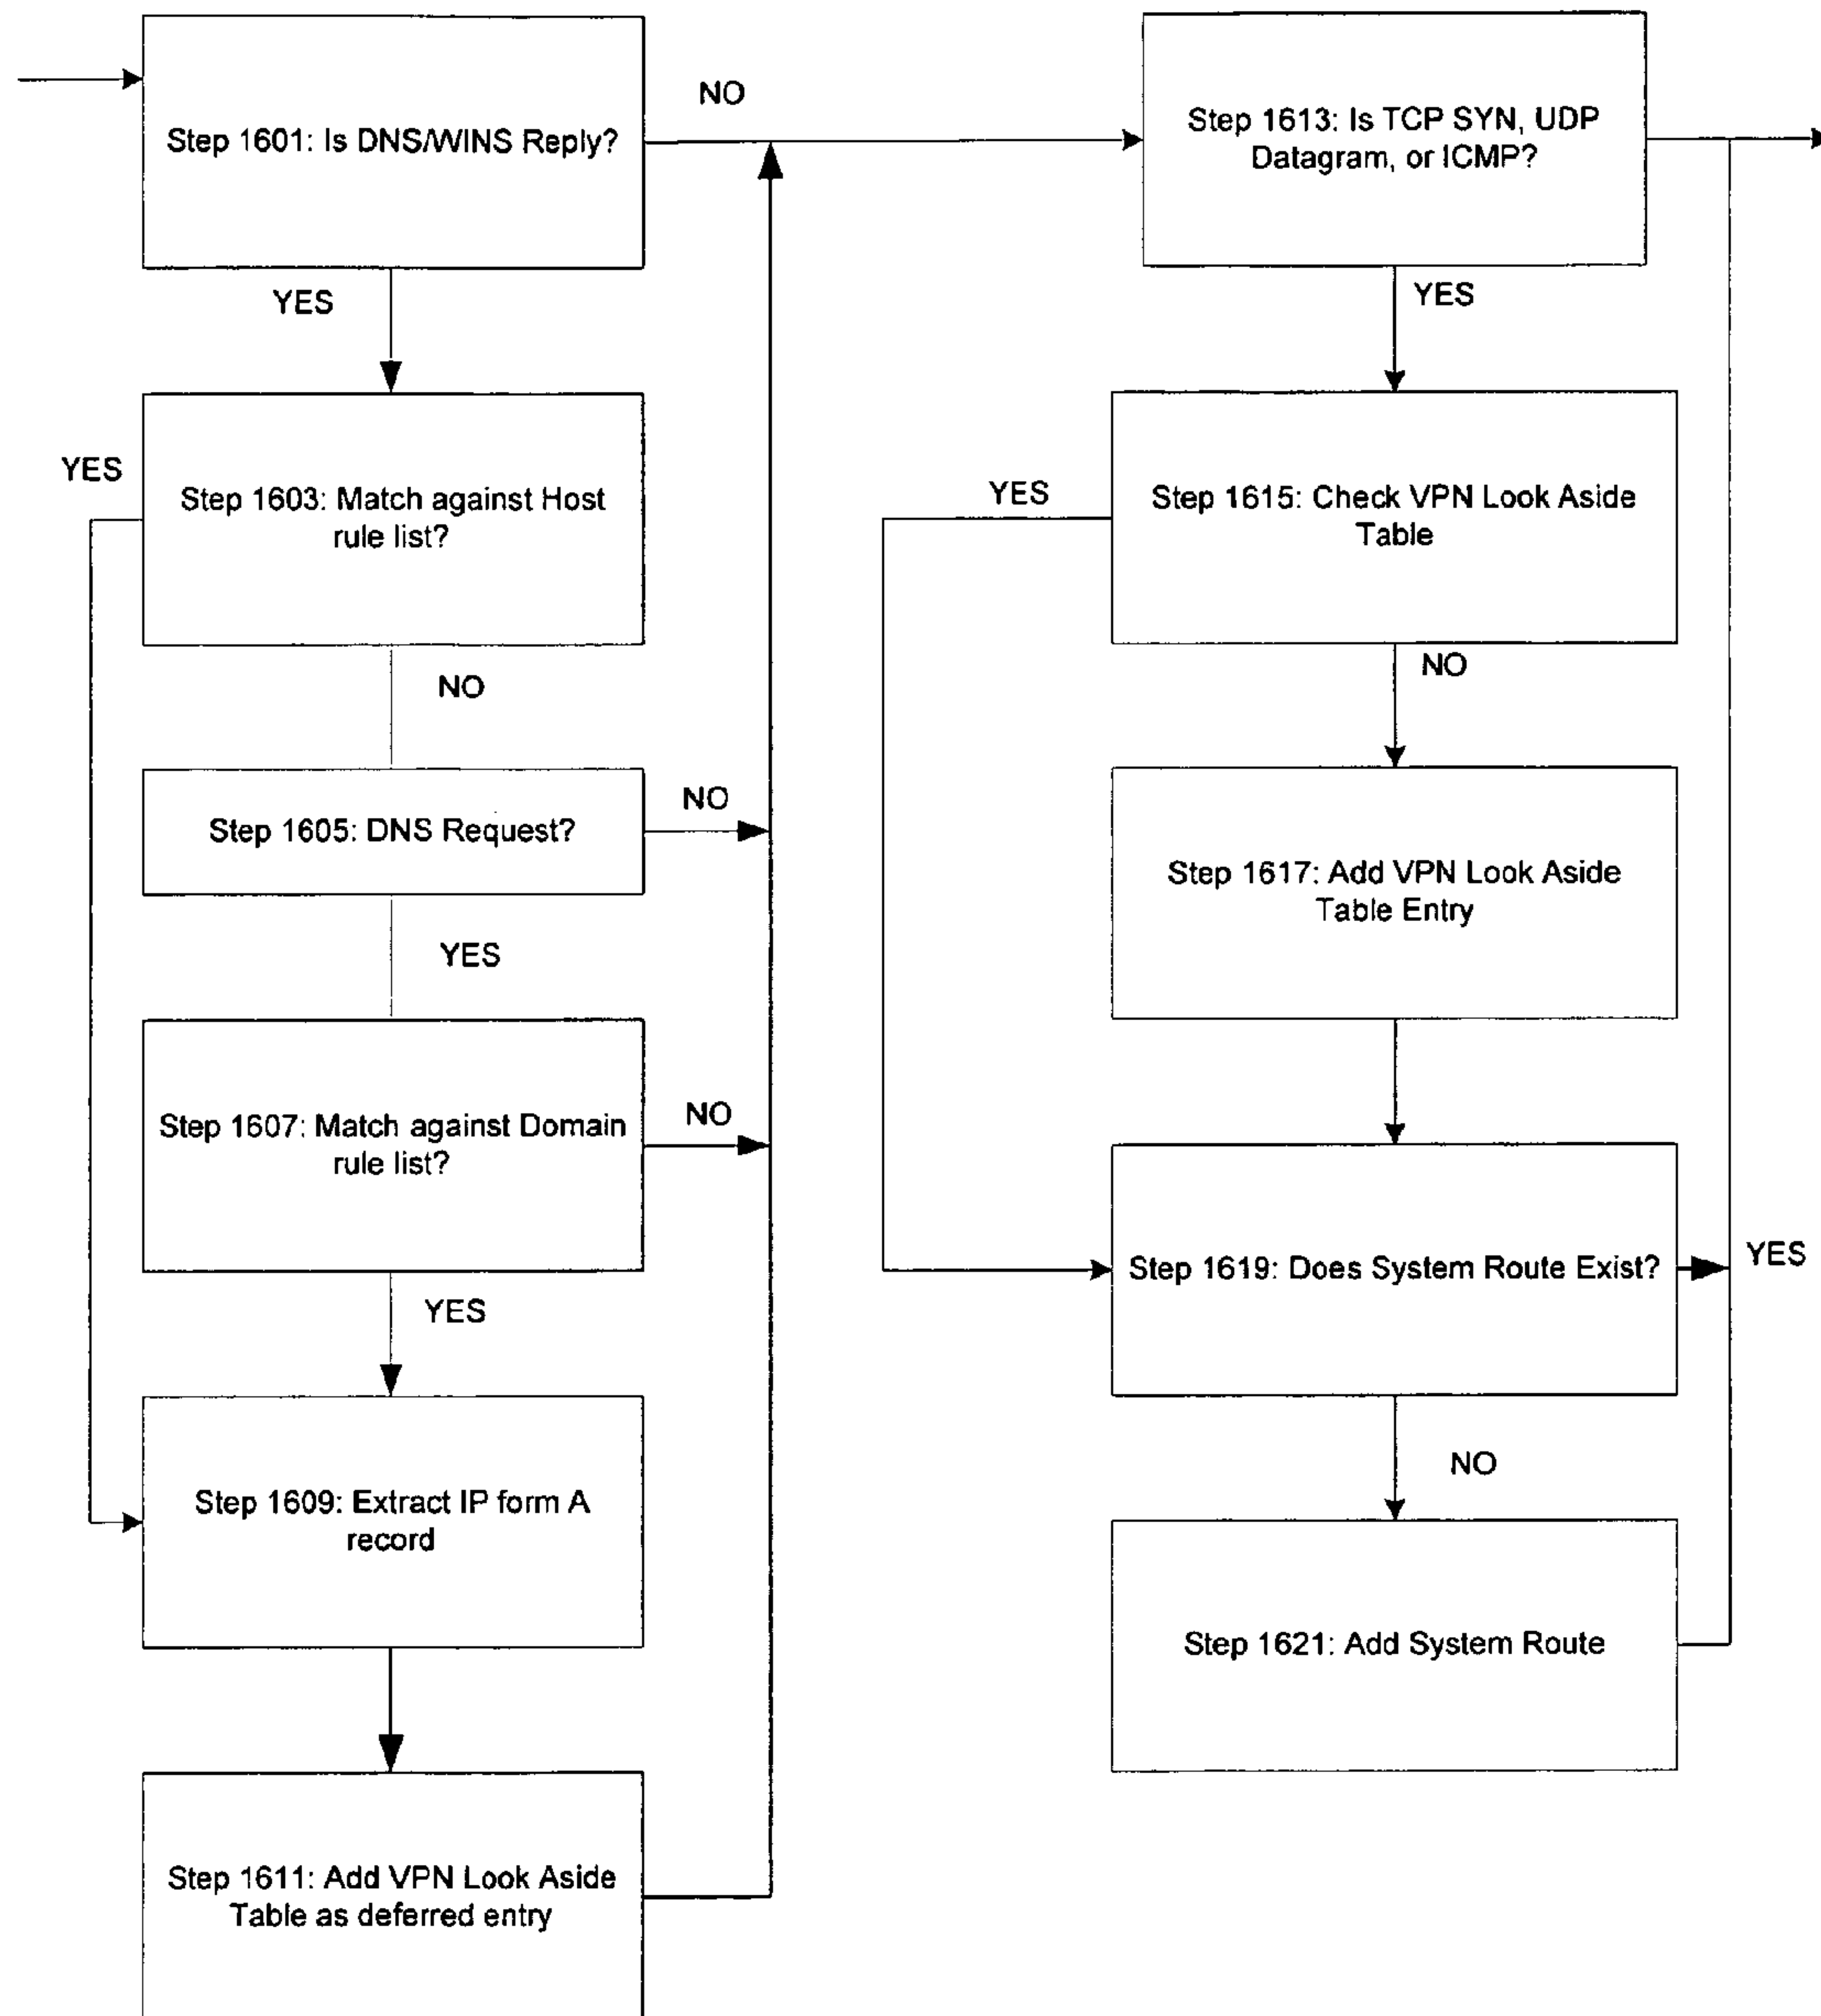 Step 1601: Is DNS/WINS Reply?
NO
YES
Step 1603: Match against Host
rule list?
YES
NO
Step 1605: DNS Request?
NO
YES
Step 1607: Match against Domain
rule list?
NO
YES
Step 1609: Extract IP form A
record
Step 1611: Add VPN Look Aside
Table as deferred entry
Step 1613: Is TCP SYN, UDP
Datagram, or ICMP?
YES
Step 1615: Check VPN Look Aside
Table
YES
NO
Step 1617: Add VPN Look Aside
Table Entry
Step 1619: Does System Route Exist?
YES
NO
Step 1621: Add System Route